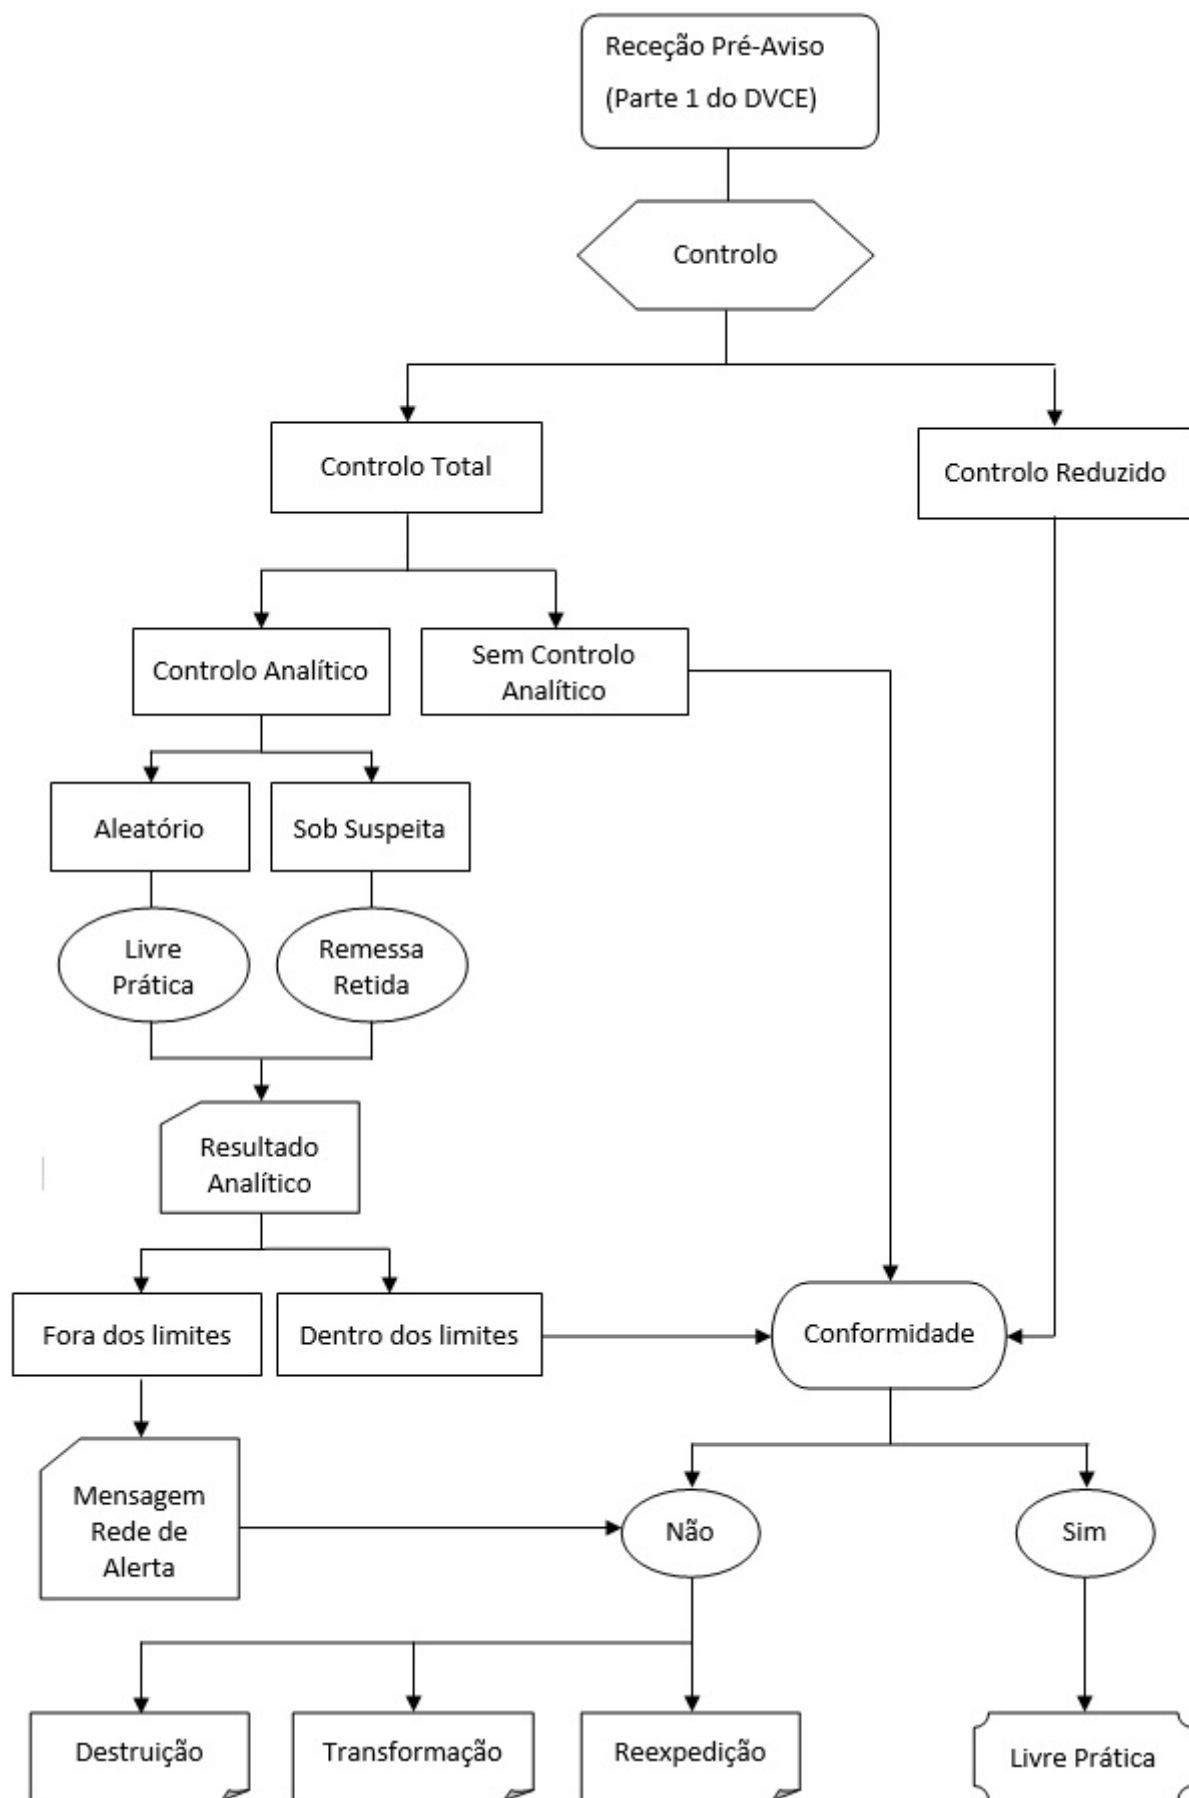 Receção Pré-Aviso
(Parte 1 do DVCE)
Controlo
Controlo Total
Controlo Reduzido
Controlo Analítico
Sem Controlo
Analítico
Aleatório
Sob Suspeita
Livre
Prática
Remessa
Retida
Resultado
Analítico
Fora dos limites
Dentro dos limites
Conformidade
Mensagem
Rede de
Alerta
Não
Sim
Destruição
Transformação
Reexpedição
Livre Prática